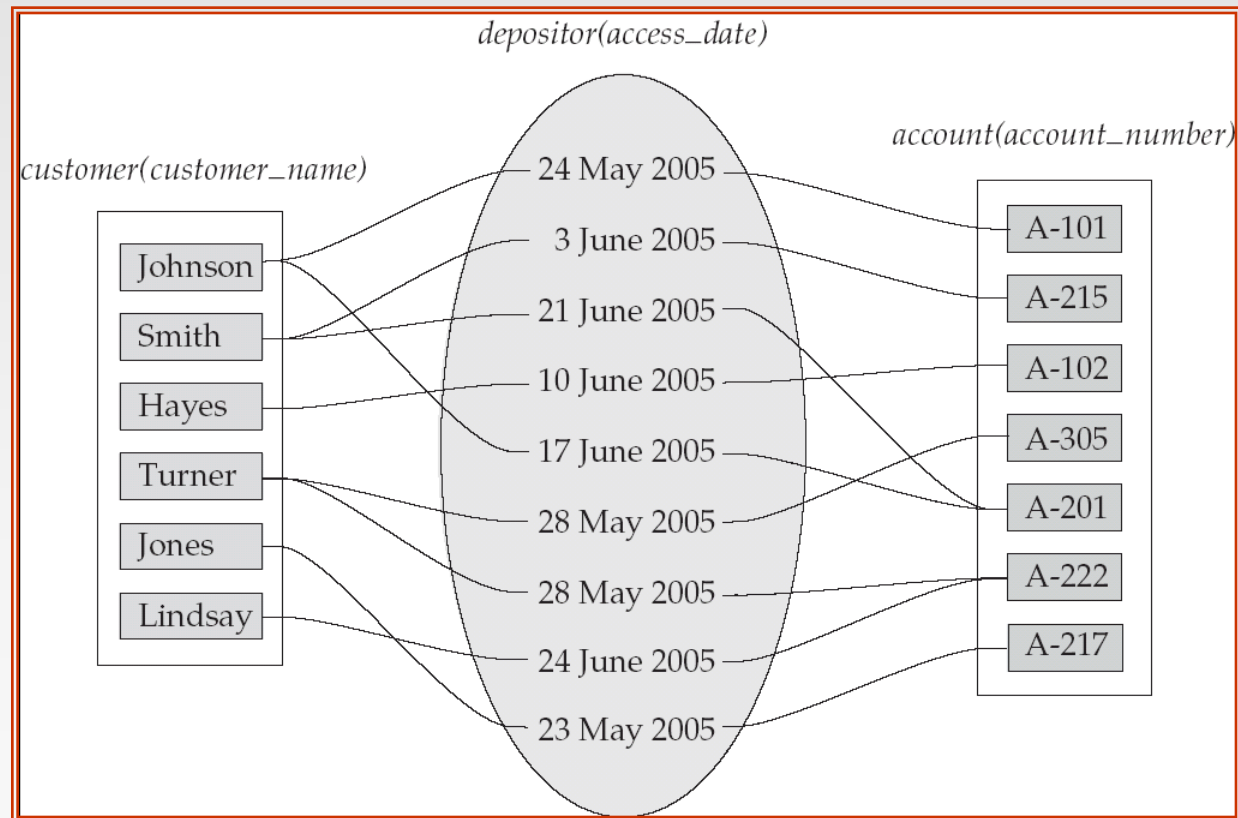 depositor(access_date)
customer(customer_name)
account(account_number)
Johnson
Smith
Hayes
Turner
Jones
Lindsay
24 May 2005
3 June 2005
21 June 2005
10 June 2005
17 June 2005
28 May 2005
28 May 2005
24 June 2005
23 May 2005
A-101
A-215
A-102
A-305
A-201
A-222
A-217